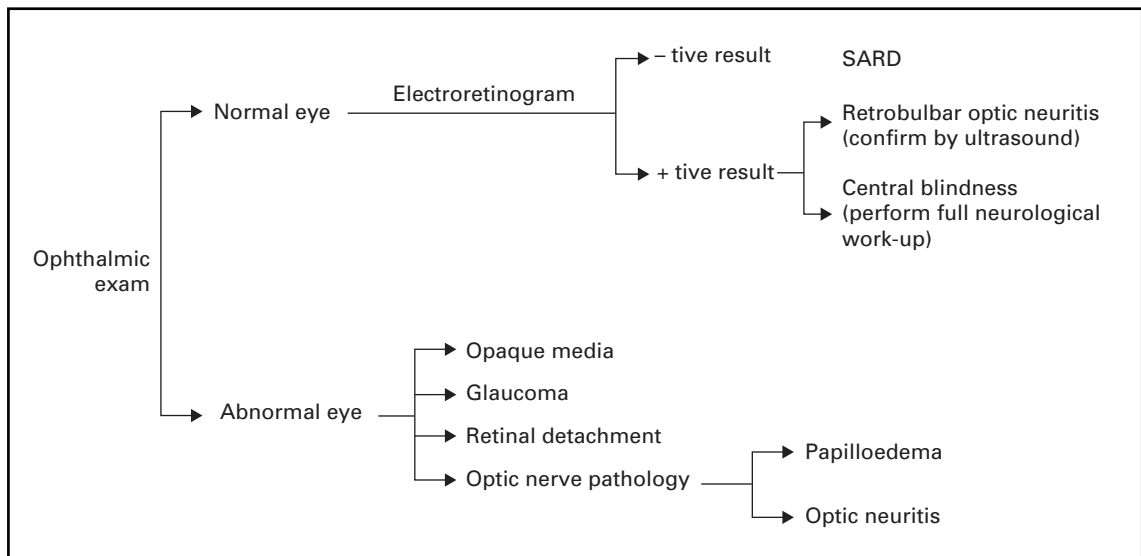 – tive result
SARD
Electroretinogram
Normal eye
Retrobulbar optic neuritis
(confirm by ultrasound)
+ tive result
Central blindness
(perform full neurological
work-up)
Ophthalmic
exam
Opaque media
Glaucoma
Abnormal eye
Retinal detachment
Papilloedema
Optic nerve pathology
Optic neuritis